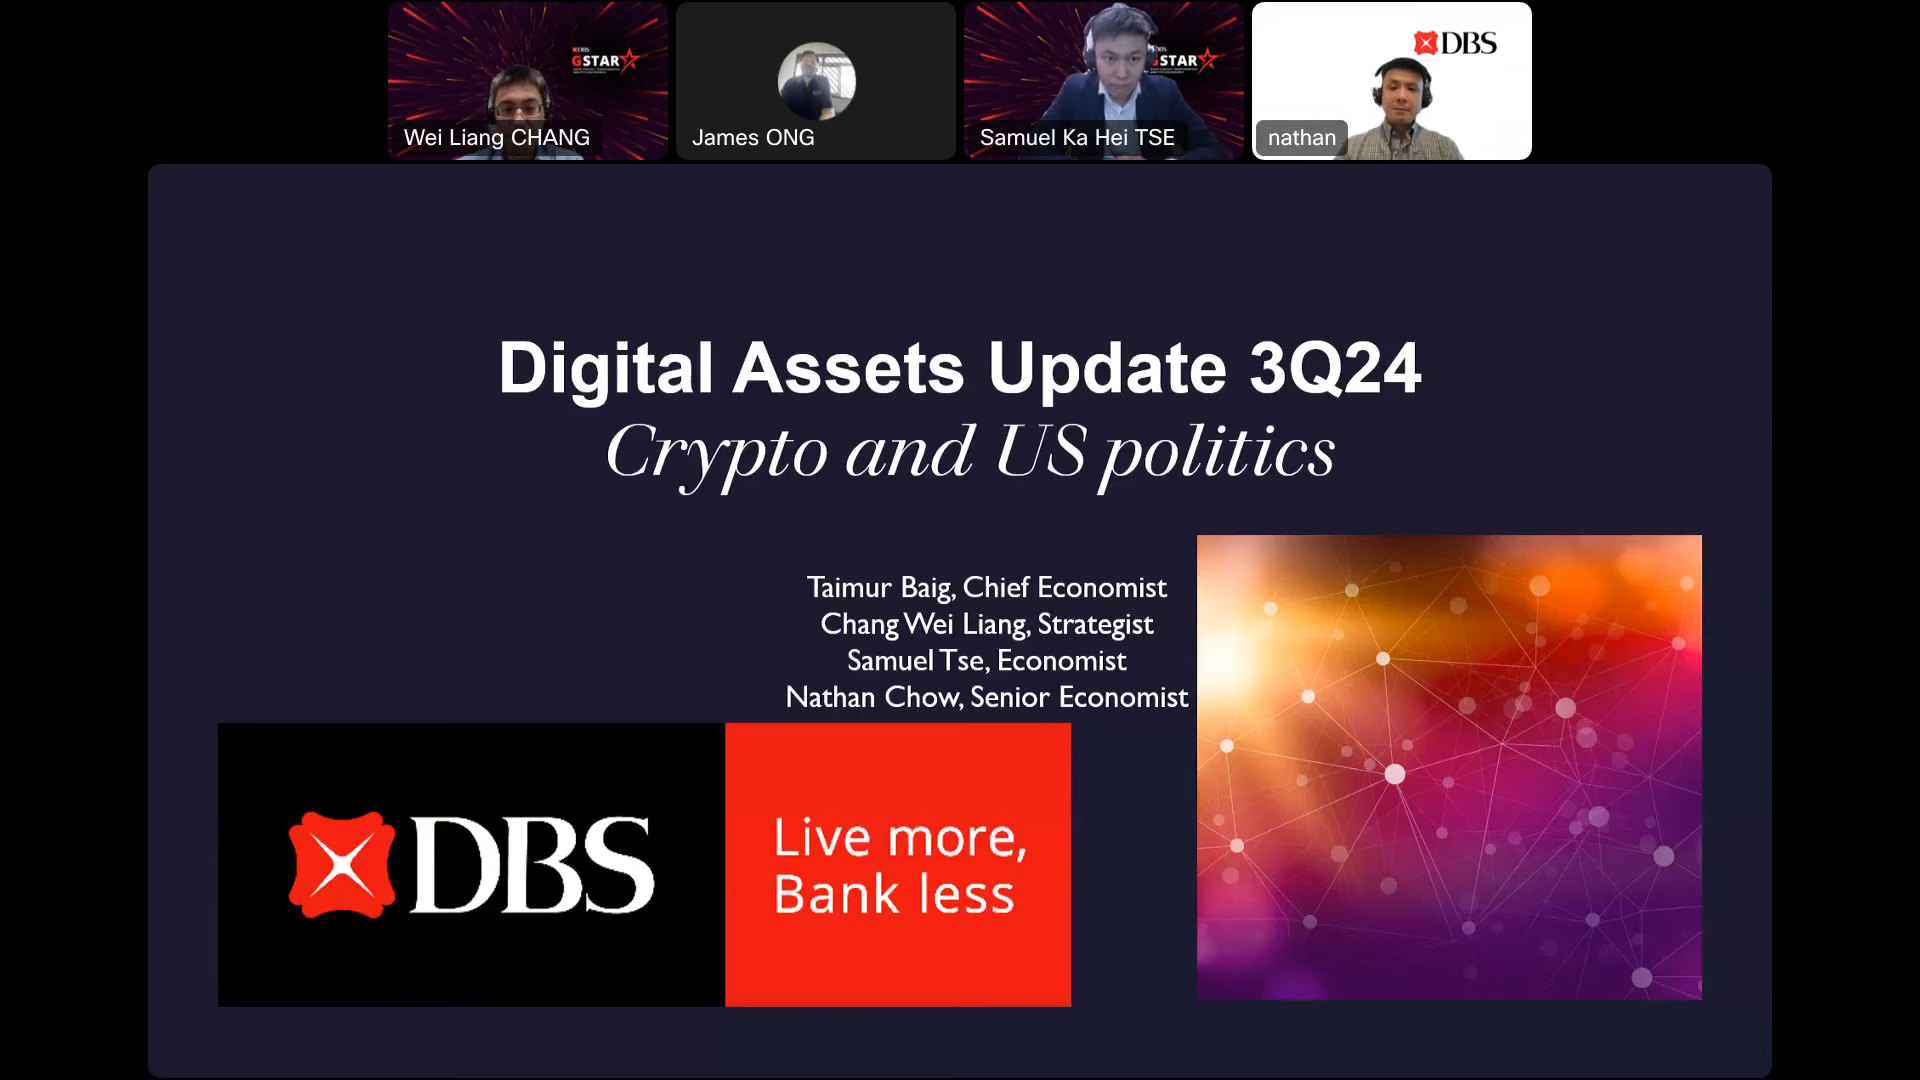 DBS
GSTAR
Wei Liang CHANG
James ONG
DBS
STAR
Samuel Ka Hei TSE
DBS
nathan
Digital Assets Update 3Q24
Crypto and US politics
Taimur Baig, Chief Economist
Chang Wei Liang, Strategist
Samuel Tse, Economist
Nathan Chow, Senior Economist
DBS
Live more,
Bank less